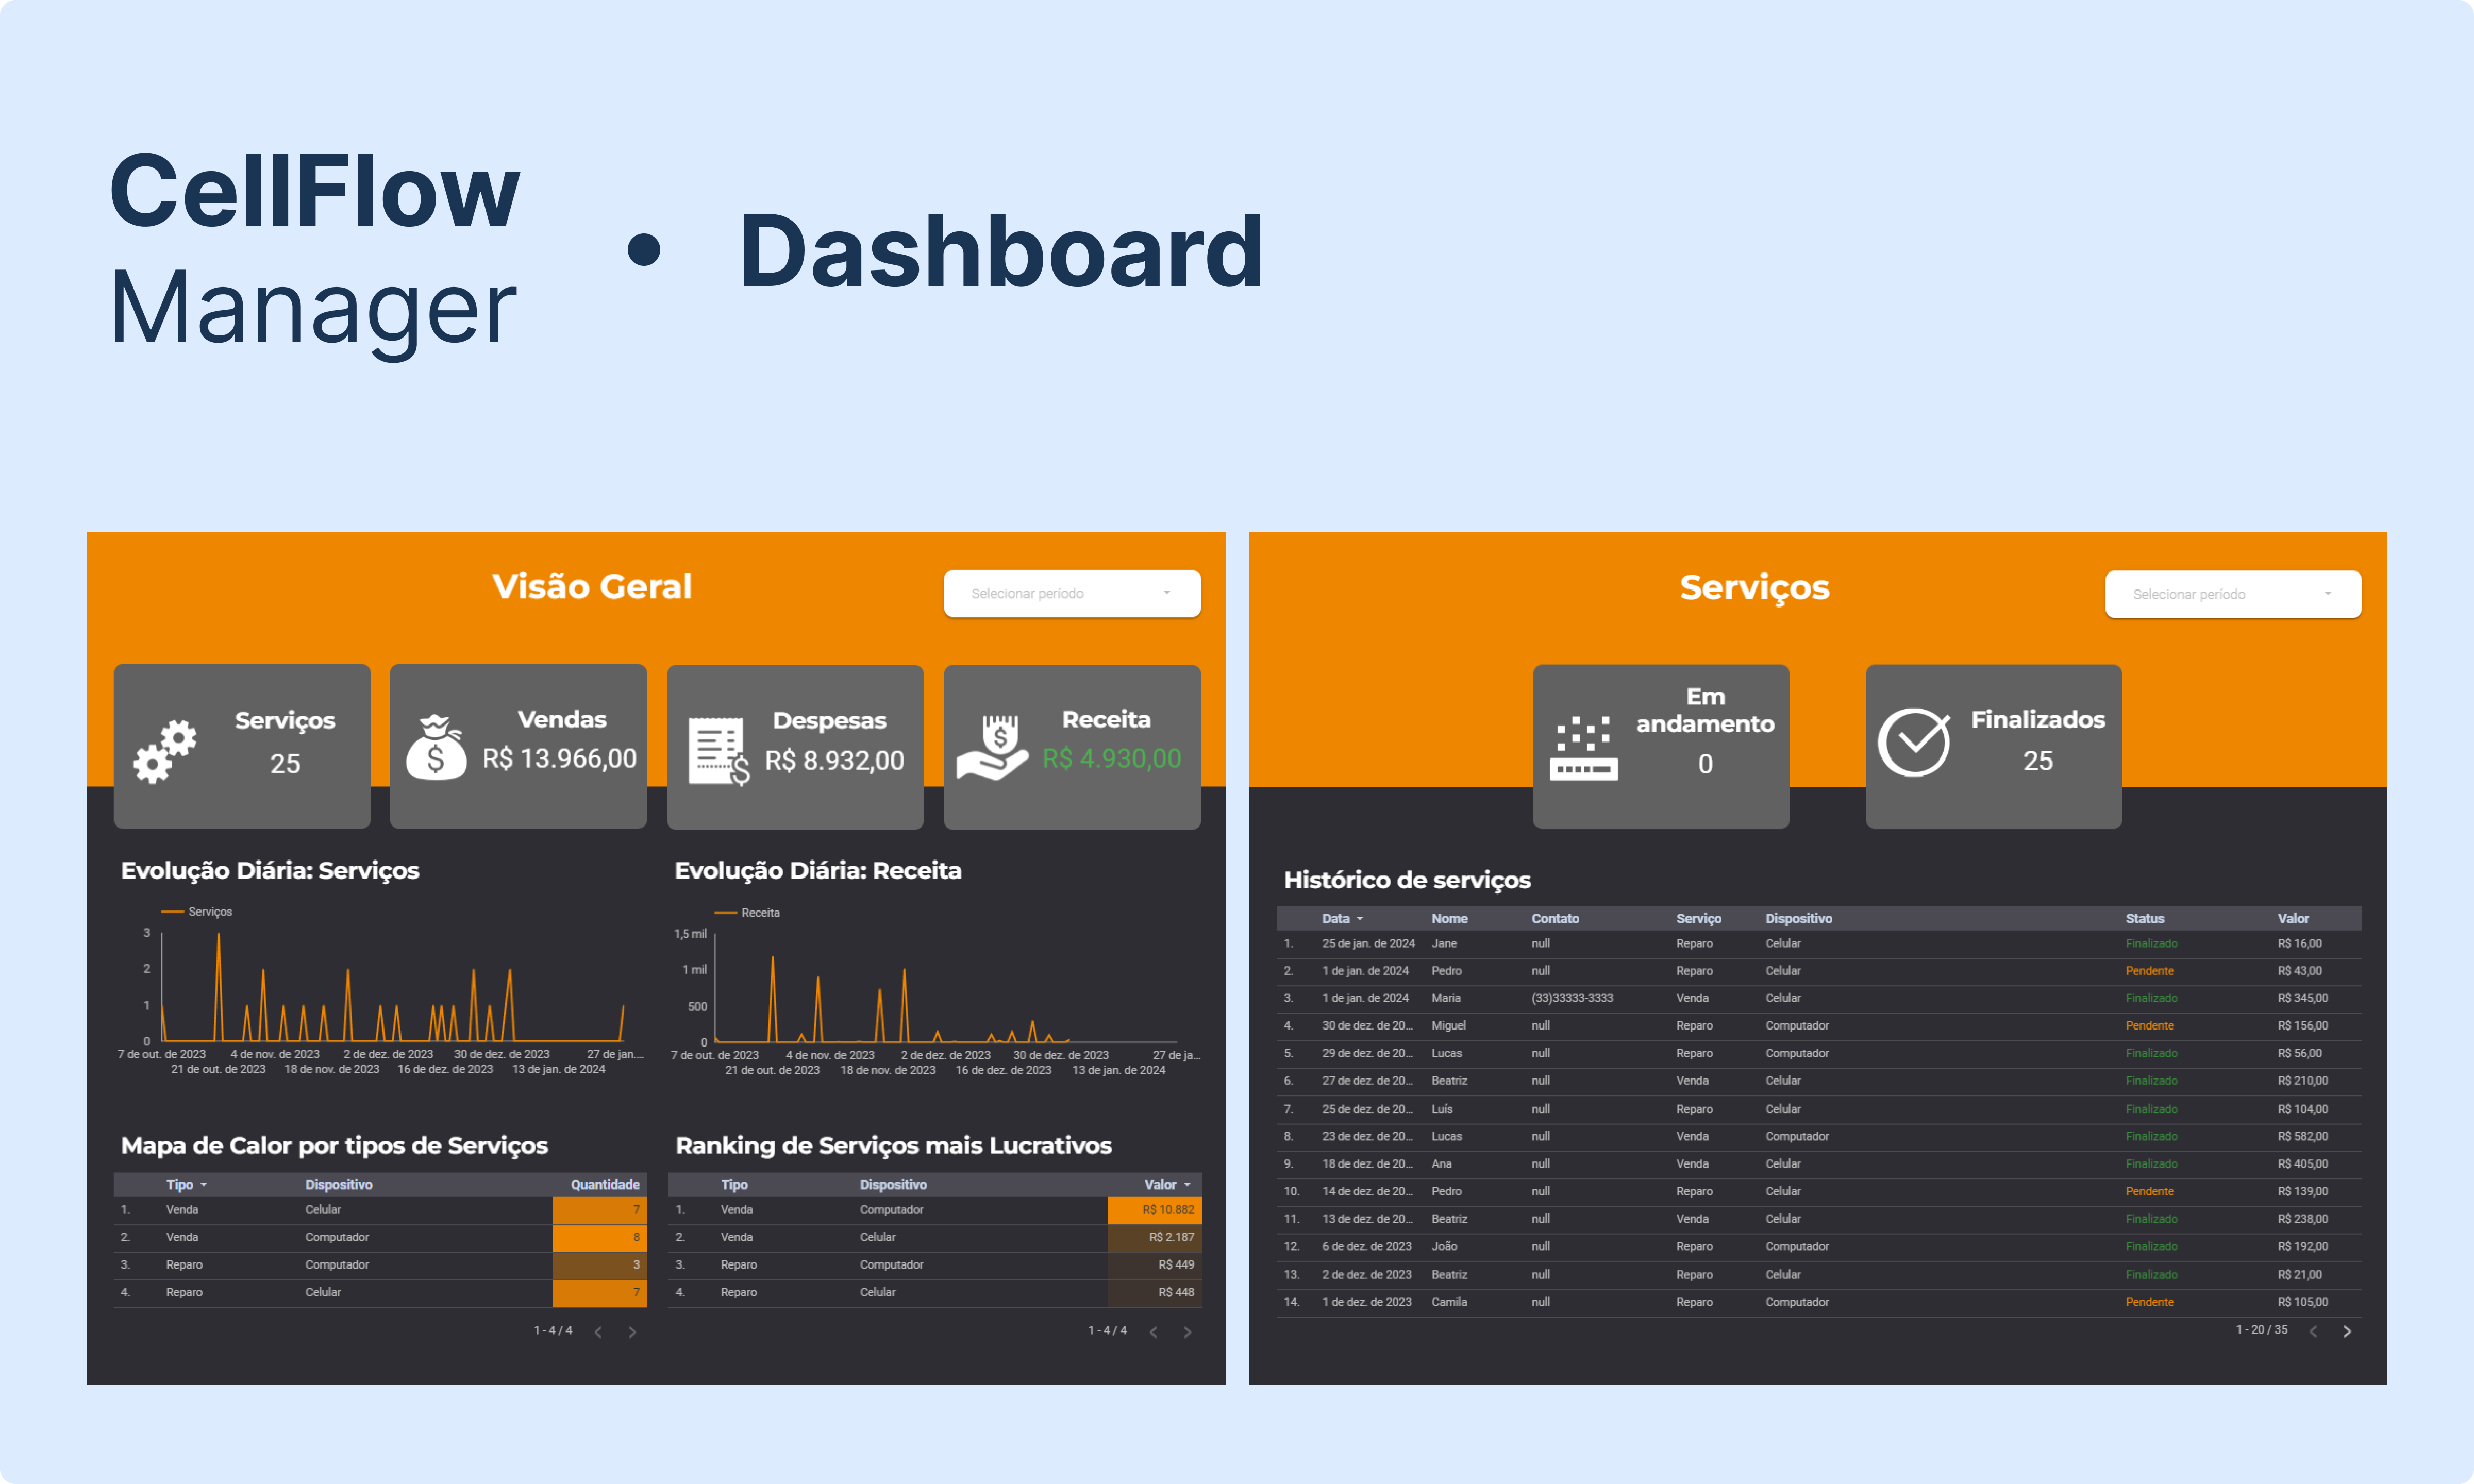 CellFlow
Manager
• Dashboard
Visão Geral
Selecionar período
Serviços
25
Vendas
R$ 13.966,00
Despesas
R$ 8.932,00
Receita
R$ 4.930,00
Evolução Diária: Serviços
Serviços
3
2
1
0
7 de out. de 2023 4 de nov. de 2023 2 de dez. de 2023 30 de dez. de 2023 27 de jan....
21 de out. de 2023 18 de nov. de 2023 16 de dez. de 2023 13 de jan. de 2024
Evolução Diária: Receita
Receita
1,5 mil
1 mil
500
0
7 de out. de 2023 4 de nov. de 2023 2 de dez. de 2023 30 de dez. de 2023 27 de ja...
21 de out. de 2023 18 de nov. de 2023 16 de dez. de 2023 13 de jan. de 2024
Mapa de Calor por tipos de Serviços
Tipo Dispositivo Quantidade
1. Venda Celular 7
2. Venda Computador 8
3. Reparo Computador 3
4. Reparo Celular 7
1 - 4 / 4
Ranking de Serviços mais Lucrativos
Tipo Dispositivo Valor
1. Venda Computador R$ 10.882
2. Venda Celular R$ 2.187
3. Reparo Computador R$ 449
4. Reparo Celular R$ 448
1 - 4 / 4
Serviços
Selecionar período
Em
andamento
0
Finalizados
25
Histórico de serviços
Data Nome Contato Serviço Dispositivo Status Valor
1. 25 de jan. de 2024 Jane null Reparo Celular Finalizado R$ 16,00
2. 1 de jan. de 2024 Pedro null Reparo Celular Pendente R$ 43,00
3. 1 de jan. de 2024 Maria (33)33333-3333 Venda Celular Finalizado R$ 345,00
4. 30 de dez. de 20... Miguel null Reparo Computador Pendente R$ 156,00
5. 29 de dez. de 20... Lucas null Reparo Computador Finalizado R$ 56,00
6. 27 de dez. de 20... Beatriz null Venda Celular Finalizado R$ 210,00
7. 25 de dez. de 20... Luís null Reparo Celular Finalizado R$ 104,00
8. 23 de dez. de 20... Lucas null Venda Computador Finalizado R$ 582,00
9. 18 de dez. de 20... Ana null Venda Celular Finalizado R$ 405,00
10. 14 de dez. de 20... Pedro null Reparo Celular Pendente R$ 139,00
11. 13 de dez. de 20... Beatriz null Venda Celular Finalizado R$ 238,00
12. 6 de dez. de 2023 João null Reparo Computador Finalizado R$ 192,00
13. 2 de dez. de 2023 Beatriz null Reparo Celular Finalizado R$ 21,00
14. 1 de dez. de 2023 Camila null Reparo Computador Pendente R$ 105,00
1 - 20 / 35